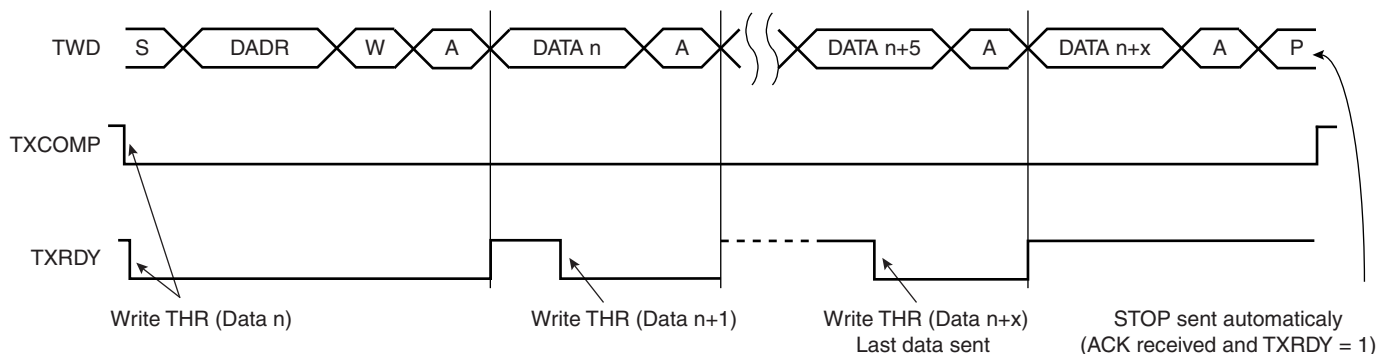 TWD S DADR W A DATA n A DATA n+5 A DATA n+x A P
TXCOMP
TXRDY
Write THR (Data n) Write THR (Data n+1) Write THR (Data n+x) STOP sent automaticaly
Last data sent (ACK received and TXRDY = 1)